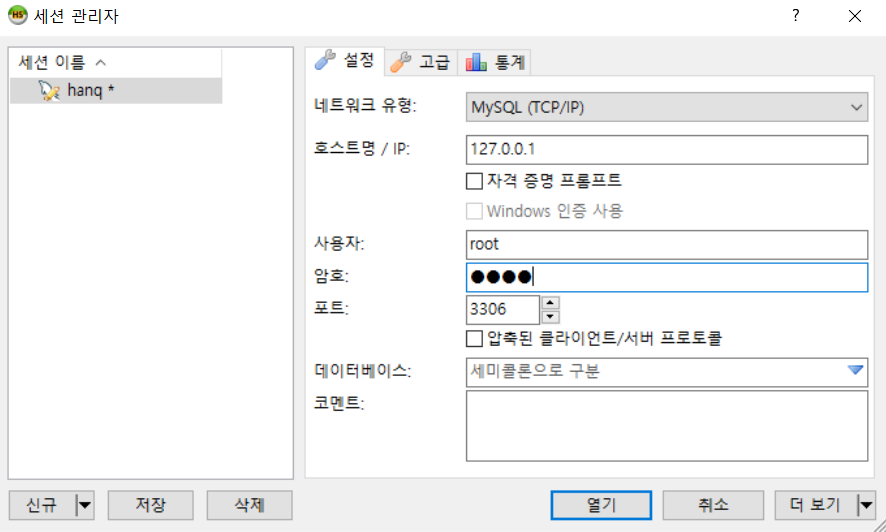 HS 세션 관리자 ?
세션 이름
hanq *
설정 고급 통계
네트워크 유형: MySQL (TCP/IP)
호스트명 / IP: 127.0.0.1
자격 증명 프롬프트
Windows 인증 사용
사용자: root
암호: ●●●●
포트: 3306
압축된 클라이언트/서버 프로토콜
데이터베이스: 세미콜론으로 구분
코멘트:
신규 저장 삭제 열기 취소 더 보기